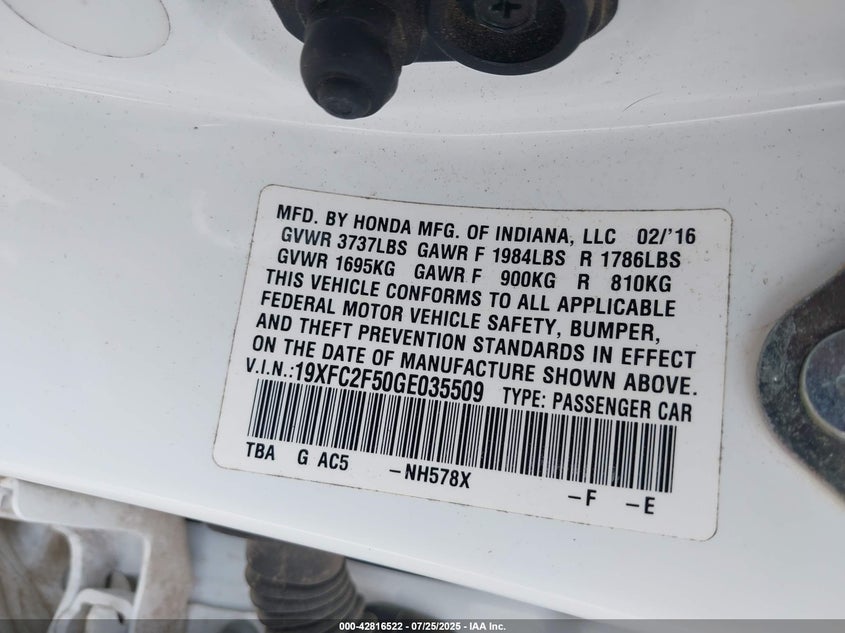 MFD. BY HONDA MFG. OF INDIANA, LLC 02/'16
GVWR 3737LBS GAWR F 1984LBS R 1786LBS
GVWR 1695KG GAWR F 900KG R 810KG
THIS VEHICLE CONFORMS TO ALL APPLICABLE
FEDERAL MOTOR VEHICLE SAFETY, BUMPER,
AND THEFT PREVENTION STANDARDS IN EFFECT
ON THE DATE OF MANUFACTURE SHOWN ABOVE.
V.I.N.:19XFC2F50GE035509 TYPE: PASSENGER CAR
TBA G AC5 -NH578X -F -E
000-42816522 - 07/25/2025 - IAA Inc.